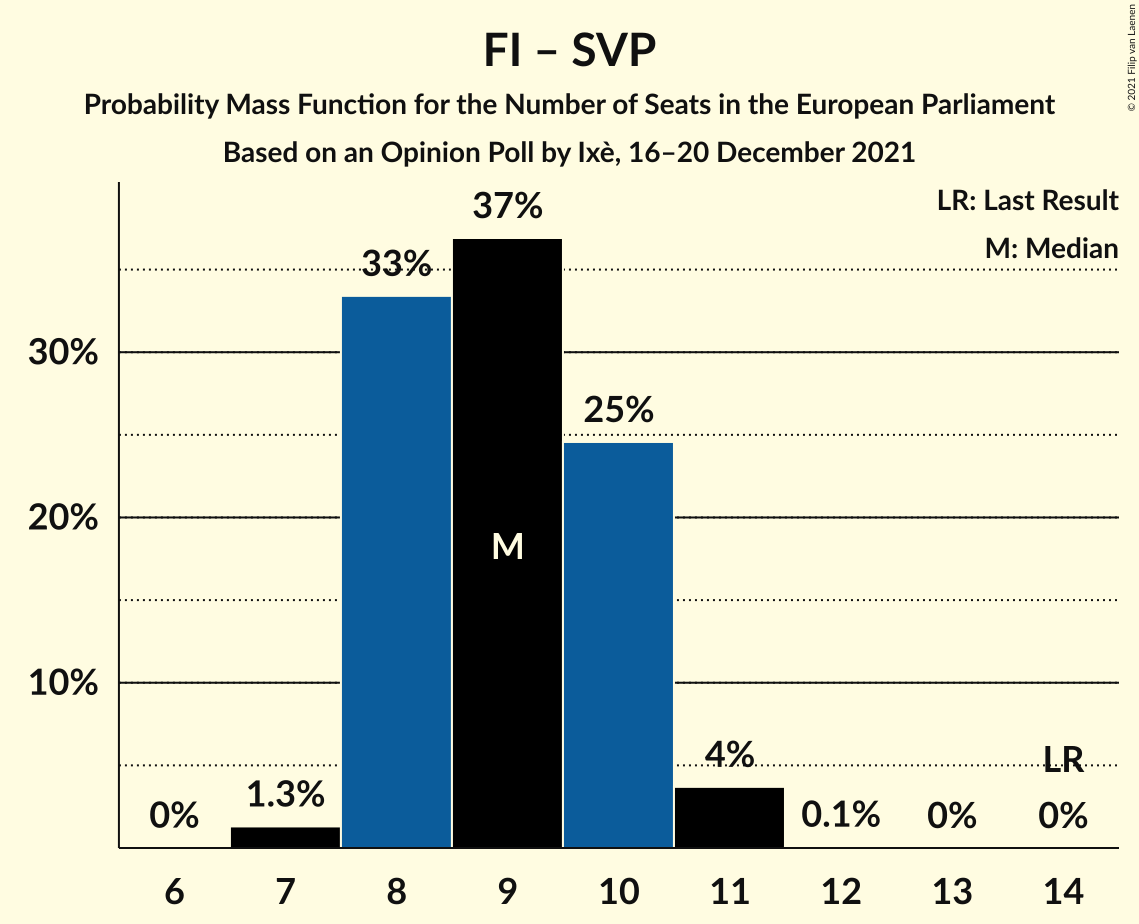 FI – SVP
Probability Mass Function for the Number of Seats in the European Parliament
Based on an Opinion Poll by Ixè, 16–20 December 2021
© 2021 Filip van Laenen
LR: Last Result
M: Median
37%
33%
30%
25%
20%
M
10%
4%
LR
1.3%
0%
0.1%
0%
0%
6 7 8 9 10 11 12 13 14